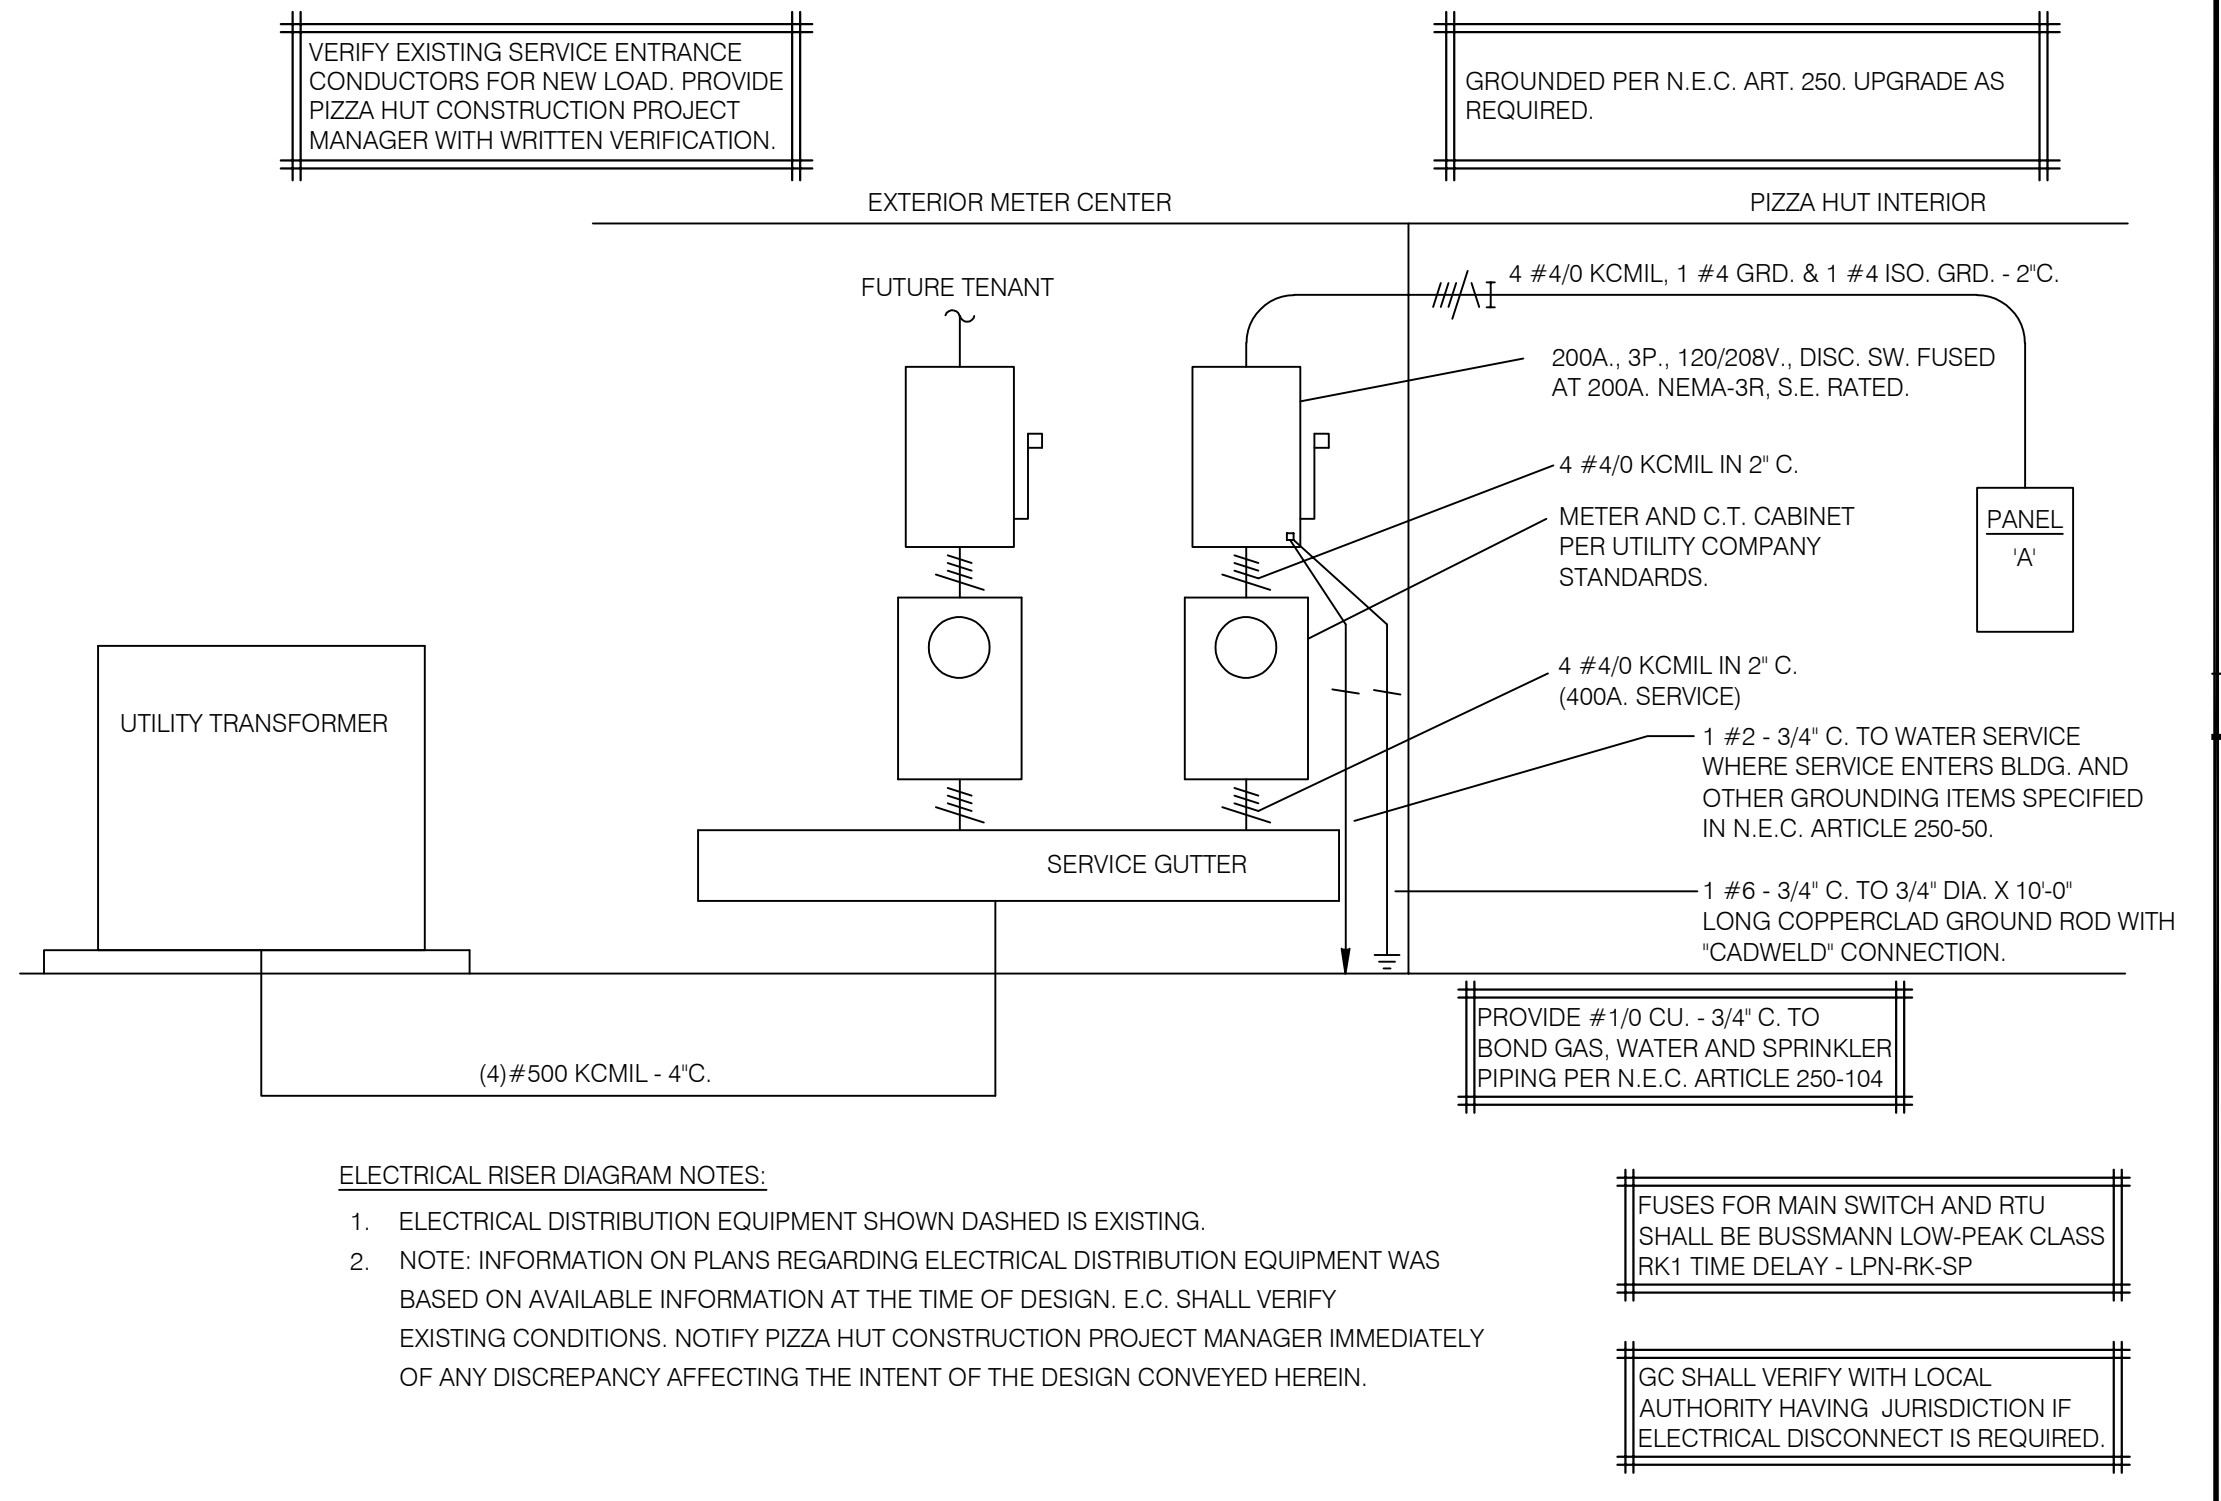 VERIFY EXISTING SERVICE ENTRANCE
CONDUCTORS FOR NEW LOAD. PROVIDE
PIZZA HUT CONSTRUCTION PROJECT
MANAGER WITH WRITTEN VERIFICATION.
GROUNDED PER N.E.C. ART. 250. UPGRADE AS
REQUIRED.
EXTERIOR METER CENTER
PIZZA HUT INTERIOR
FUTURE TENANT
4 #4/0 KCMIL, 1 #4 GRD. & 1 #4 ISO. GRD. - 2"C.
200A., 3P., 120/208V., DISC. SW. FUSED
AT 200A. NEMA-3R, S.E. RATED.
4 #4/0 KCMIL IN 2" C.
METER AND C.T. CABINET
PER UTILITY COMPANY
STANDARDS.
PANEL
'A'
4 #4/0 KCMIL IN 2" C.
(400A. SERVICE)
UTILITY TRANSFORMER
1 #2 - 3/4" C. TO WATER SERVICE
WHERE SERVICE ENTERS BLDG. AND
OTHER GROUNDING ITEMS SPECIFIED
IN N.E.C. ARTICLE 250-50.
SERVICE GUTTER
1 #6 - 3/4" C. TO 3/4" DIA. X 10'-0"
LONG COPPERCLAD GROUND ROD WITH
"CADWELD" CONNECTION.
PROVIDE #1/0 CU. - 3/4" C. TO
BOND GAS, WATER AND SPRINKLER
PIPING PER N.E.C. ARTICLE 250-104
(4)#500 KCMIL - 4"C.
ELECTRICAL RISER DIAGRAM NOTES:
1. ELECTRICAL DISTRIBUTION EQUIPMENT SHOWN DASHED IS EXISTING.
2. NOTE: INFORMATION ON PLANS REGARDING ELECTRICAL DISTRIBUTION EQUIPMENT WAS
BASED ON AVAILABLE INFORMATION AT THE TIME OF DESIGN. E.C. SHALL VERIFY
EXISTING CONDITIONS. NOTIFY PIZZA HUT CONSTRUCTION PROJECT MANAGER IMMEDIATELY
OF ANY DISCREPANCY AFFECTING THE INTENT OF THE DESIGN CONVEYED HEREIN.
FUSES FOR MAIN SWITCH AND RTU
SHALL BE BUSSMANN LOW-PEAK CLASS
RK1 TIME DELAY - LPN-RK-SP
GC SHALL VERIFY WITH LOCAL
AUTHORITY HAVING JURISDICTION IF
ELECTRICAL DISCONNECT IS REQUIRED.